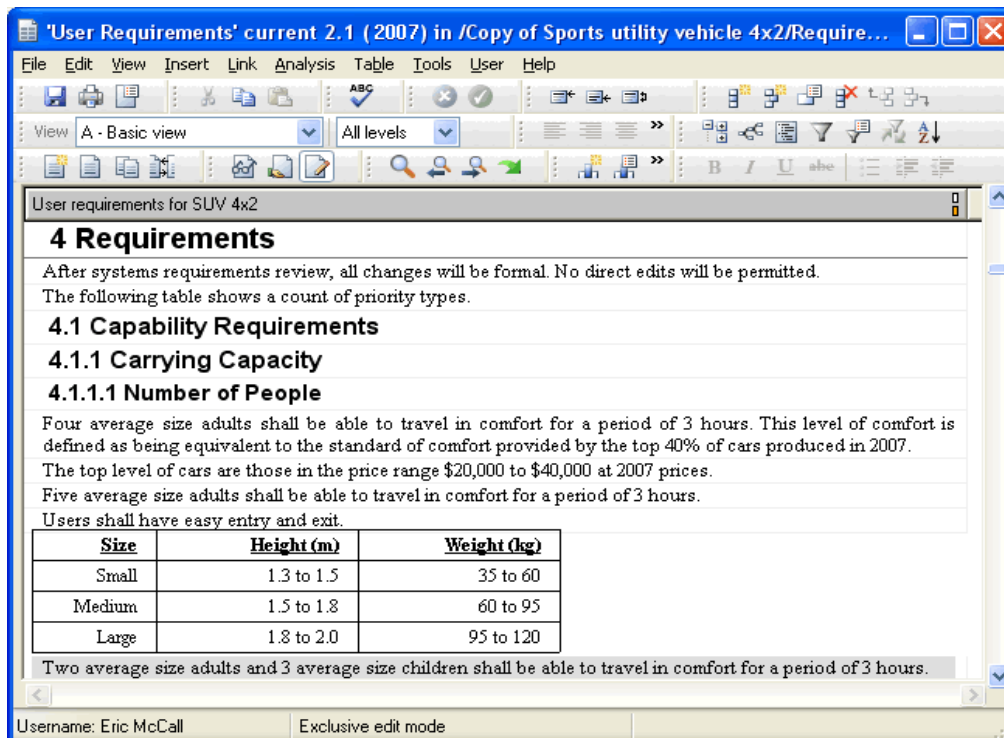 'User Requirements' current 2.1 (2007) in /Copy of Sports utility vehicle 4x2/Require...
File Edit View Insert Link Analysis Table Tools User Help
ABC
View A - Basic view All levels
A Z
B I U abc
User requirements for SUV 4x2
4 Requirements
After systems requirements review, all changes will be formal. No direct edits will be permitted.
The following table shows a count of priority types.
4.1 Capability Requirements
4.1.1 Carrying Capacity
4.1.1.1 Number of People
Four average size adults shall be able to travel in comfort for a period of 3 hours. This level of comfort is
defined as being equivalent to the standard of comfort provided by the top 40% of cars produced in 2007.
The top level of cars are those in the price range $20,000 to $40,000 at 2007 prices.
Five average size adults shall be able to travel in comfort for a period of 3 hours.
Users shall have easy entry and exit.
Size Height (m) Weight (kg)
Small 1.3 to 1.5 35 to 60
Medium 1.5 to 1.8 60 to 95
Large 1.8 to 2.0 95 to 120
Two average size adults and 3 average size children shall be able to travel in comfort for a period of 3 hours.
Username: Eric McCall Exclusive edit mode